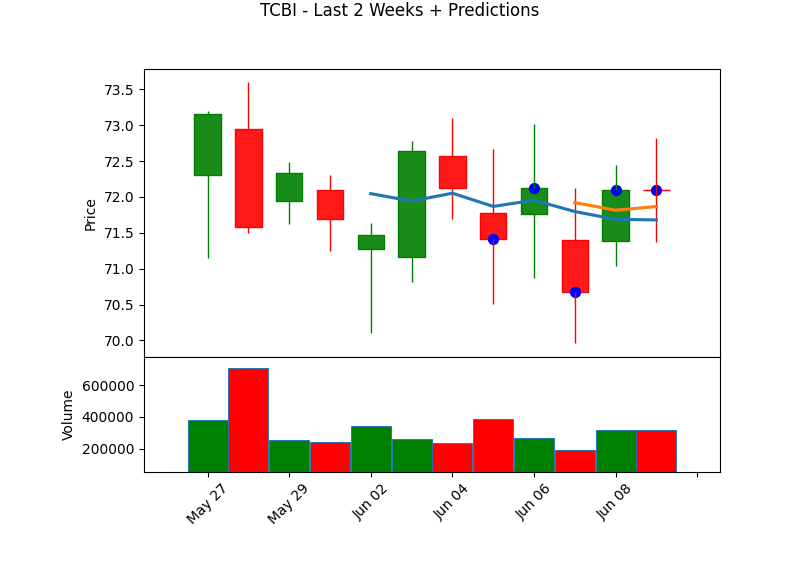 TCBI - Last 2 Weeks + Predictions
73.5
73.0
72.5
72.0
71.5
71.0
70.5
70.0
Price
600000
400000
200000
Volume
May 27
May 29
Jun 02
Jun 04
Jun 06
Jun 08